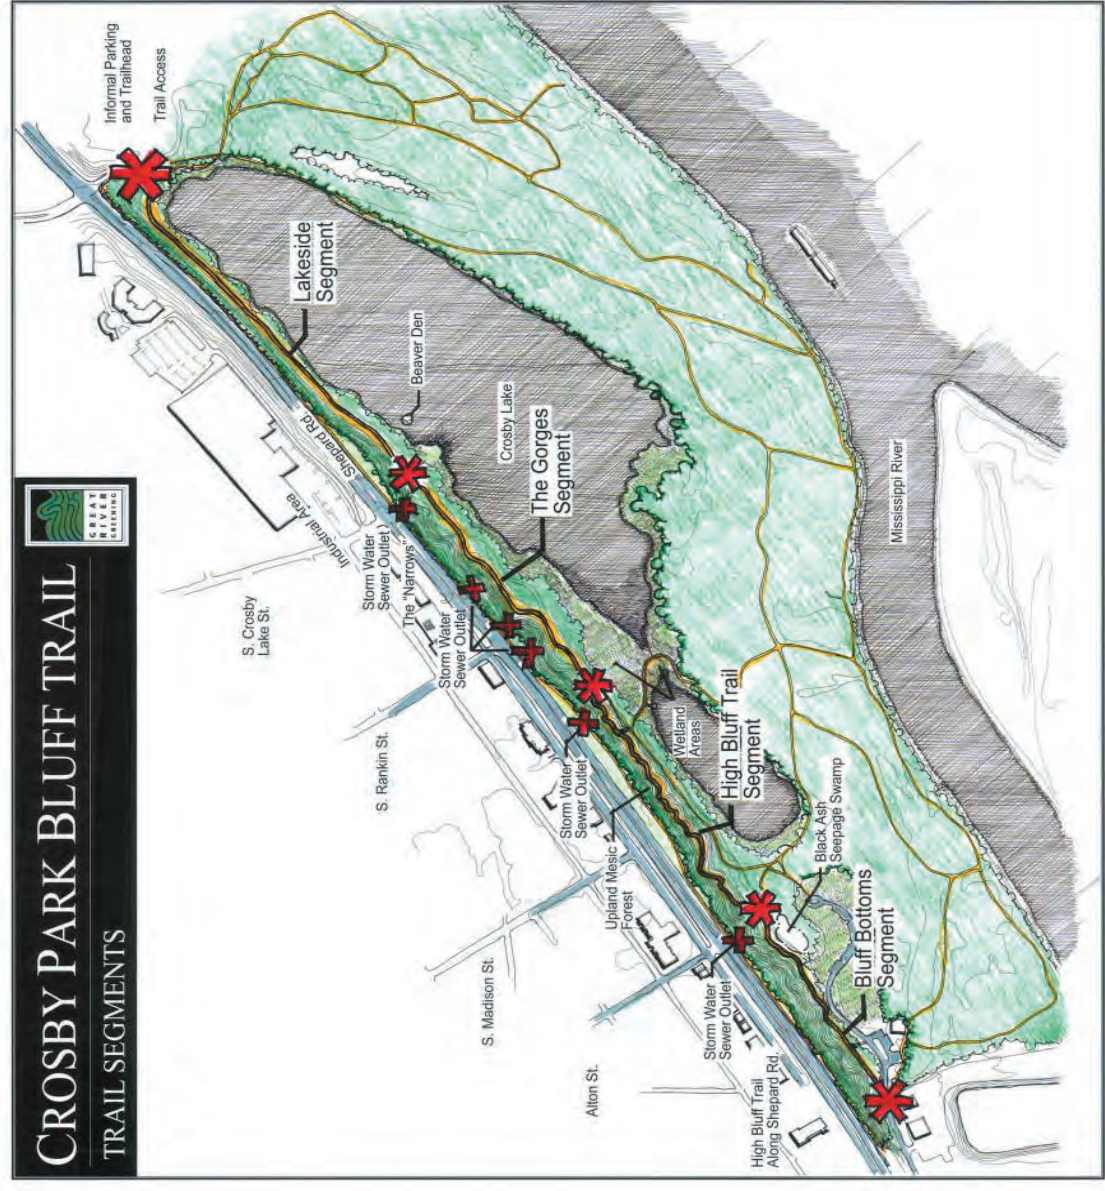 CROSBY PARK BLUFF TRAIL
TRAIL SEGMENTS
GREAT
RIVER
GREENING
Informal Parking
and Trailhead
Trail Access
Lakeside
Segment
Beaver Den
Crosby Lake
The Gorges
Segment
Shepard Rd.
Industrial Area
S. Crosby
Lake St.
Storm Water
Sewer Outlet
The "Narrows"
Storm Water
Sewer Outlet
S. Rankin St.
Storm Water
Sewer Outlet
Wetland
Areas
High Bluff Trail
Segment
Upland Mesic
Forest
Black Ash
Seepage Swamp
Bluff Bottoms
Segment
Mississippi River
S. Madison St.
Storm Water
Sewer Outlet
Alton St.
High Bluff Trail
Along Shepard Rd.